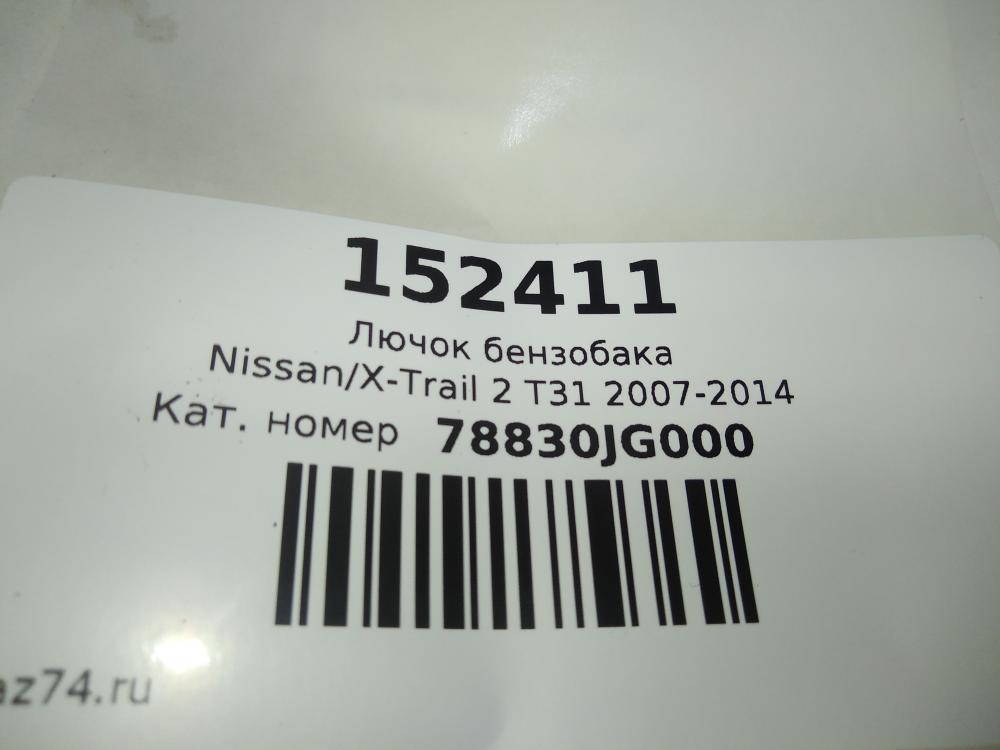 152411
Лючок бензобака
Nissan/X-Trail 2 T31 2007-2014
Кат. номер 78830JG000
az74.ru